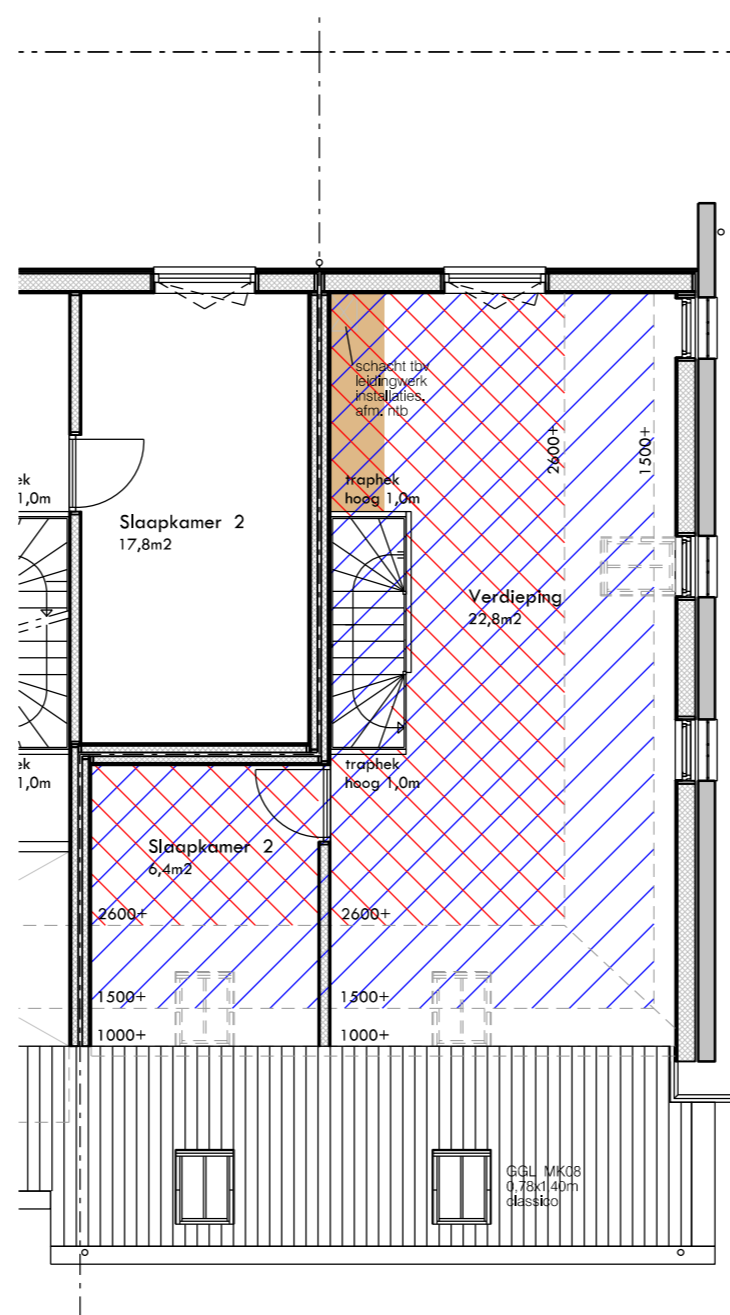 schacht tbv
leidingwerk
installaties.
afm. ntb
2600+
1500+
ek
1,0m
traphek
hoog 1,0m
Slaapkamer 2
17,8m2
Verdieping
22,8m2
ek
1,0m
traphek
hoog 1,0m
Slaapkamer 2
6,4m2
2600+
2600+
1500+
1500+
1000+
1000+
GGL MK08
0,78x1,40m
classico